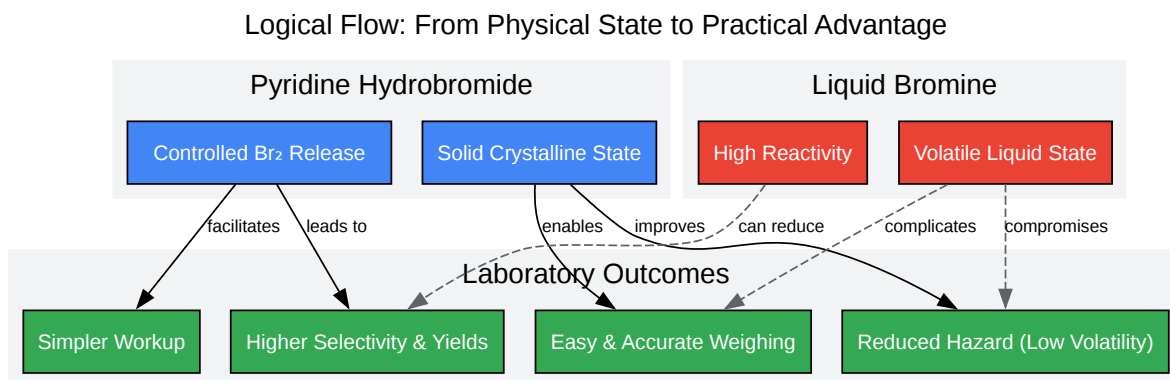 Logical Flow: From Physical State to Practical Advantage
Pyridine Hydrobromide
Liquid Bromine
Controlled Br₂ Release
Solid Crystalline State
High Reactivity
Volatile Liquid State
facilitates
leads to
enables
improves
can reduce
complicates
compromises
Laboratory Outcomes
Simpler Workup
Higher Selectivity & Yields
Easy & Accurate Weighing
Reduced Hazard (Low Volatility)